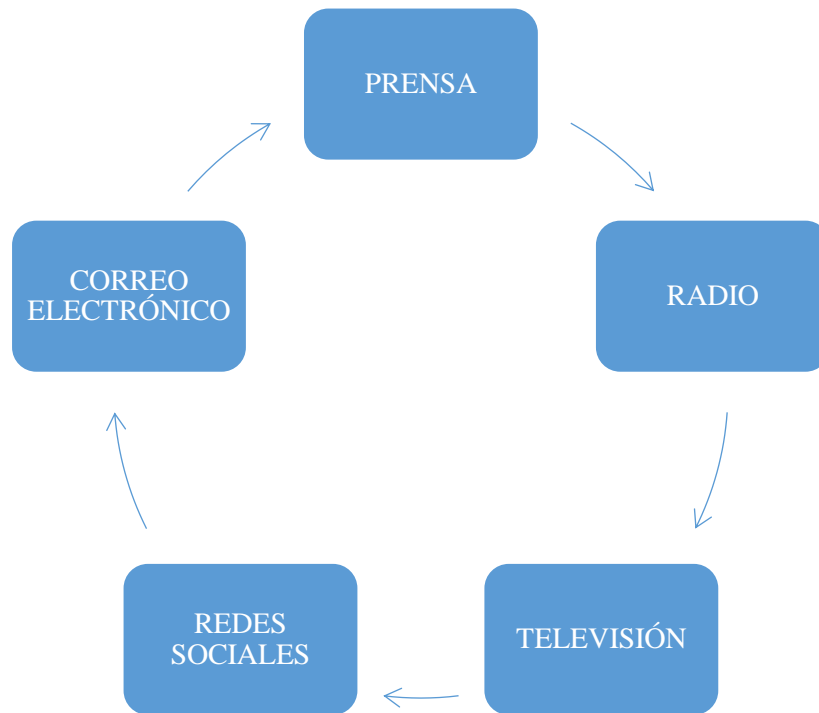 PRENSA
RADIO
TELEVISIÓN
REDES
SOCIALES
CORREO
ELECTRÓNICO